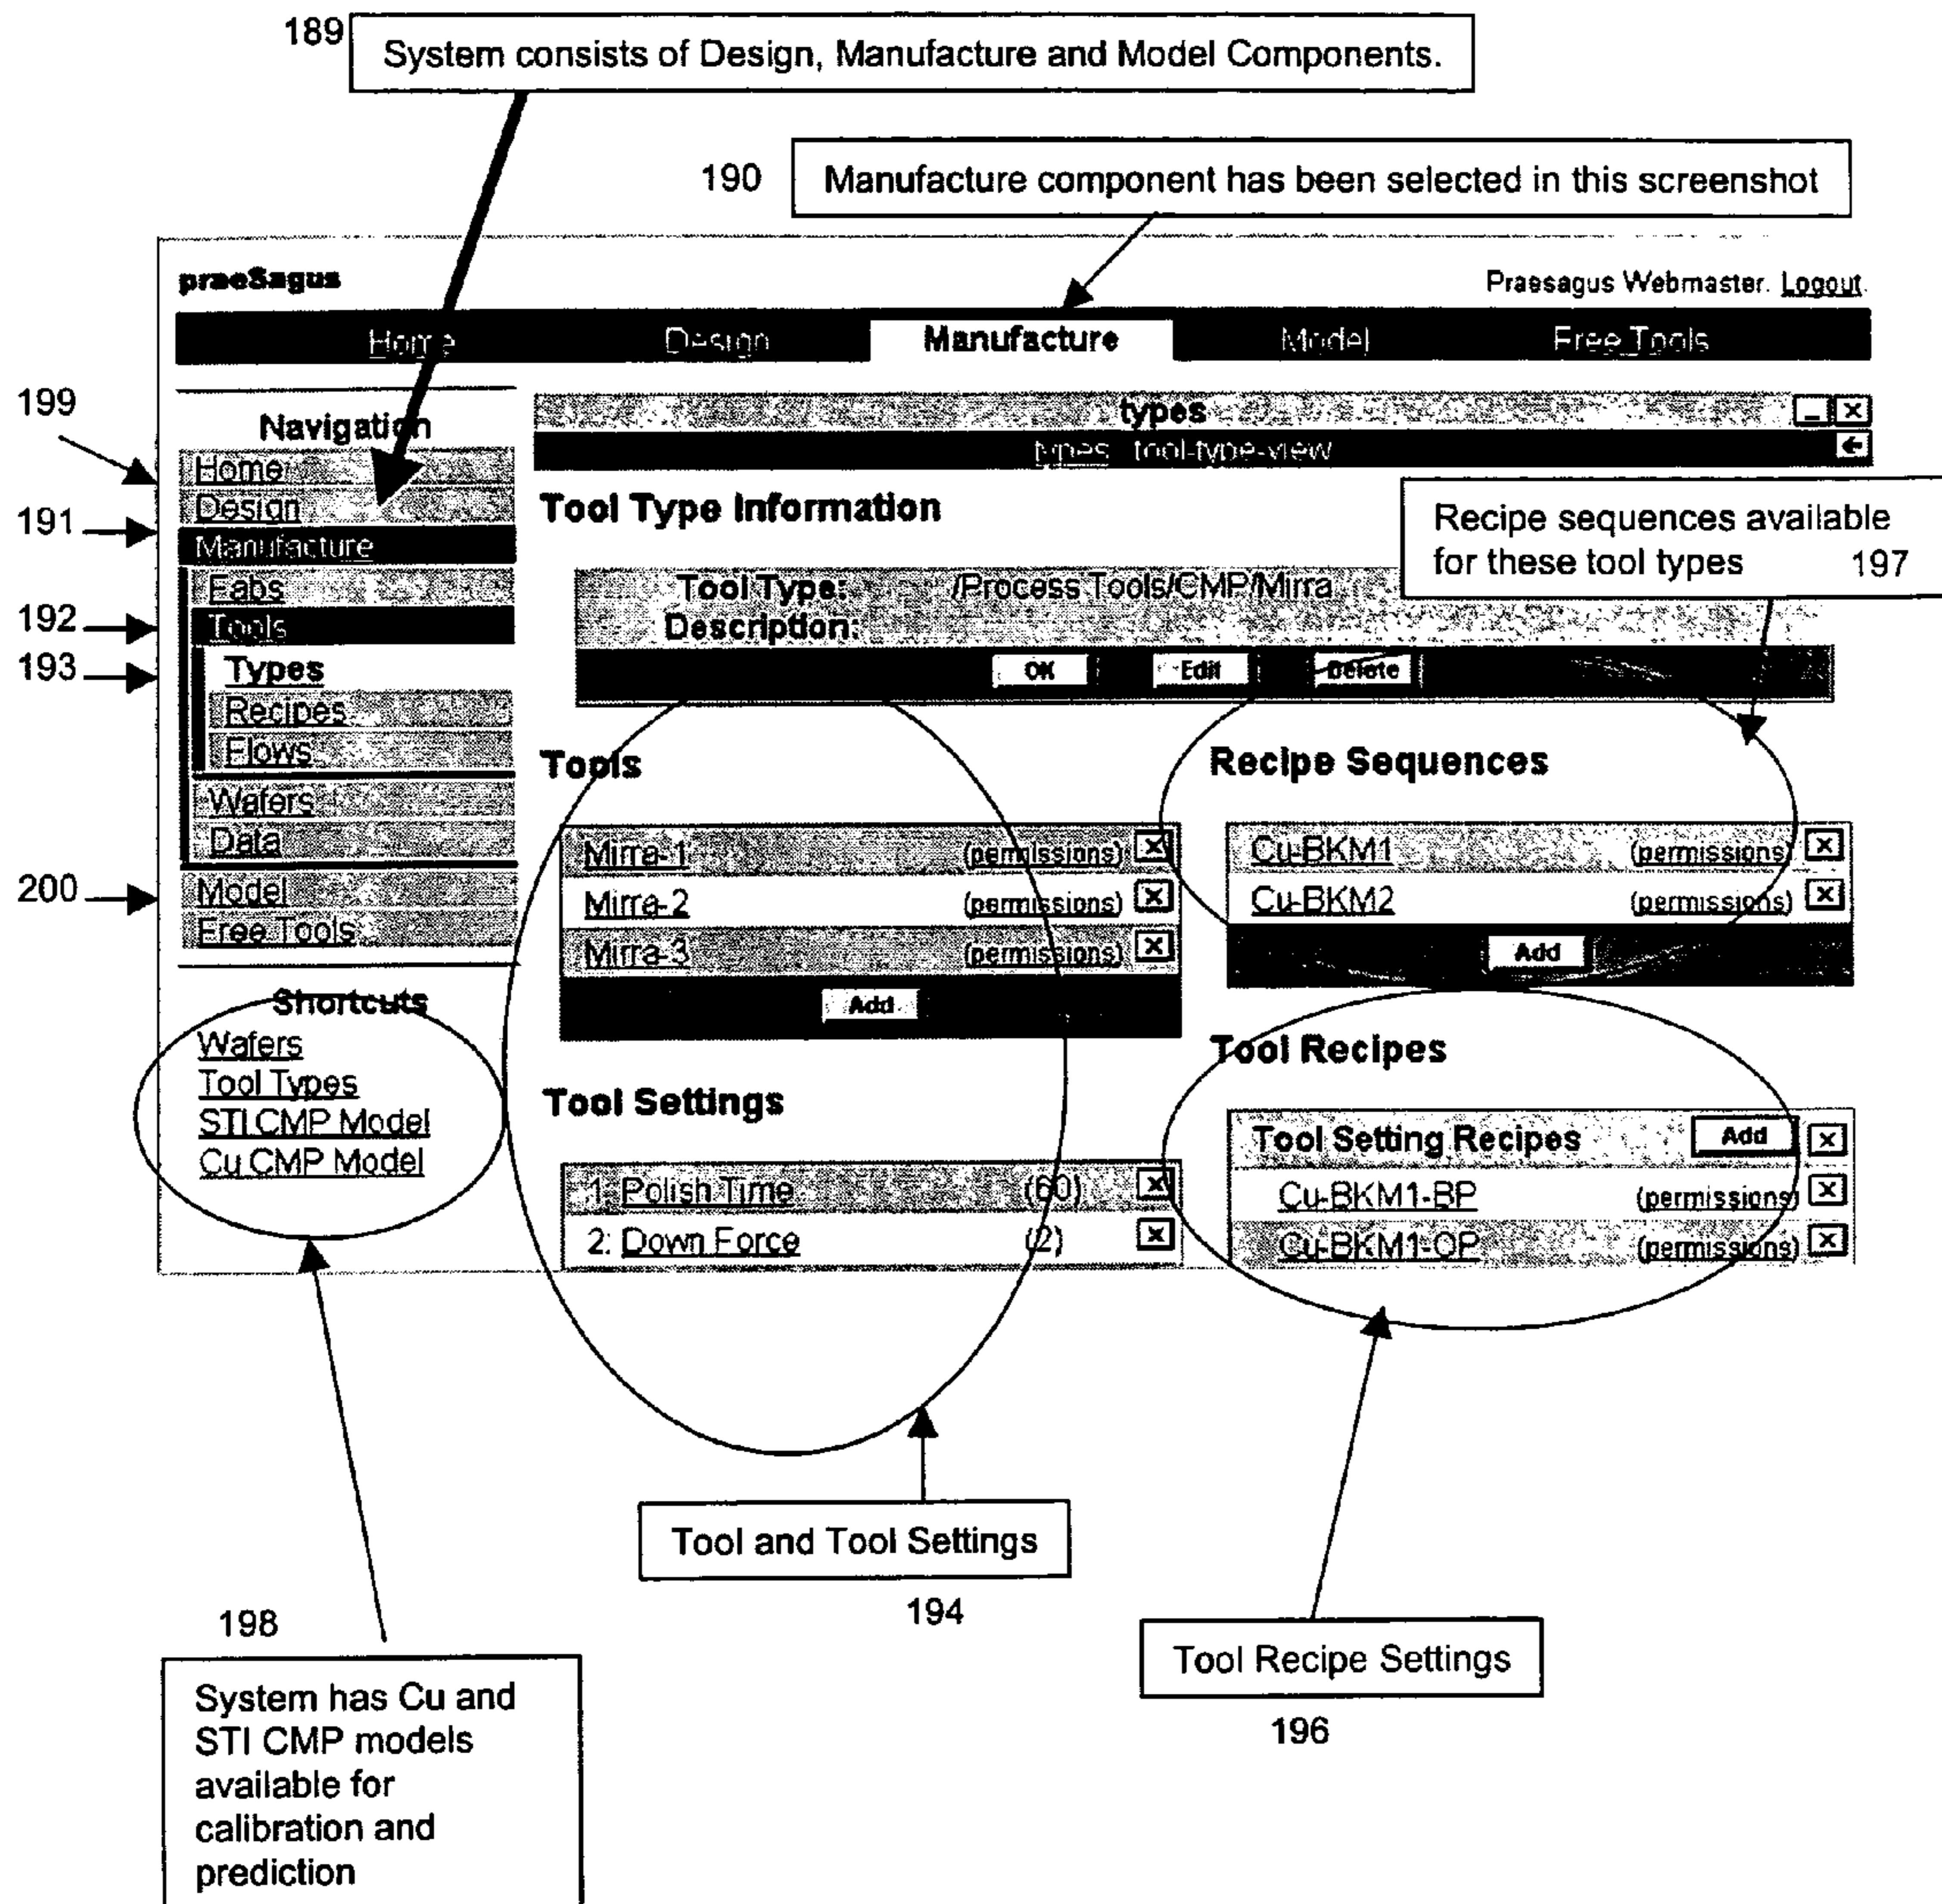 189
System consists of Design, Manufacture and Model Components.
190
Manufacture component has been selected in this screenshot
praeSagus
Praesagus Webmaster. Logout.
Home Design Manufacture Model Free Tools
199
191
192
193
200
Navigation
Home
Design
Manufacture
Fabs
Tools
Types
Recipes
Flows
Wafers
Data
Model
Free Tools
Shortcuts
Wafers
Tool Types
STI CMP Model
Cu CMP Model
types
types tool-type-view
Tool Type Information
Recipe sequences available
for these tool types 197
Tool Type: /Process Tools/CMP/Mirra
Description:
OK Edit Delete
Tools
Mirra-1 (permissions) x
Mirra-2 (permissions) x
Mirra-3 (permissions) x
Add
Recipe Sequences
Cu-BKM1 (permissions) x
Cu-BKM2 (permissions) x
Add
Tool Settings
1: Polish Time (60) x
2: Down Force (2) x
Tool Recipes
Tool Setting Recipes Add x
Cu-BKM1-BP (permissions) x
Cu-BKM1-OP (permissions) x
Tool and Tool Settings
194
Tool Recipe Settings
196
198
System has Cu and
STI CMP models
available for
calibration and
prediction